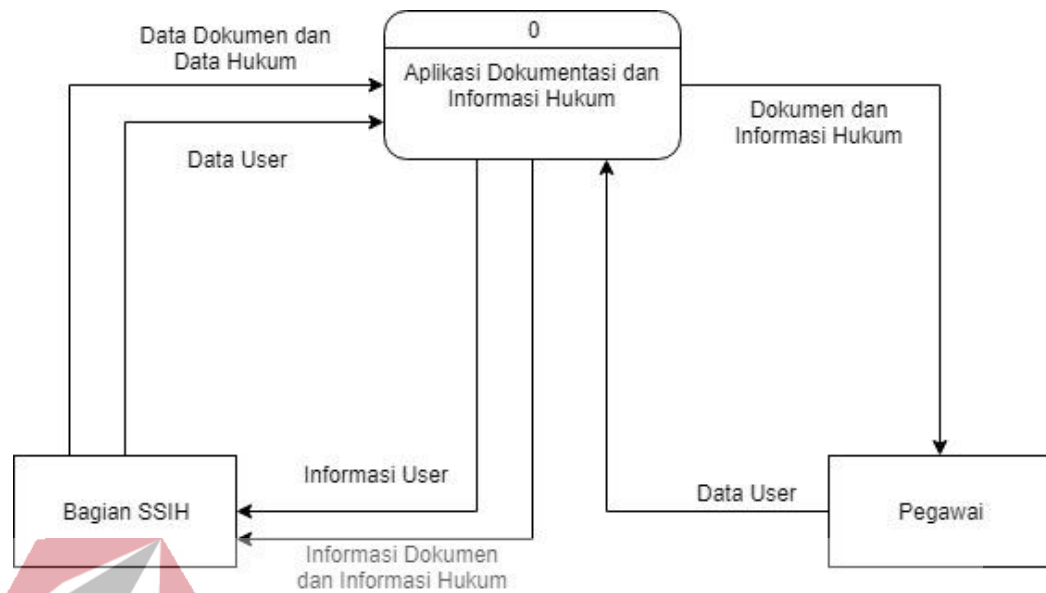 0
Aplikasi Dokumentasi dan
Informasi Hukum
Data Dokumen dan
Data Hukum
Data User
Dokumen dan
Informasi Hukum
Informasi User
Bagian SSIH
Informasi Dokumen
dan Informasi Hukum
Data User
Pegawai